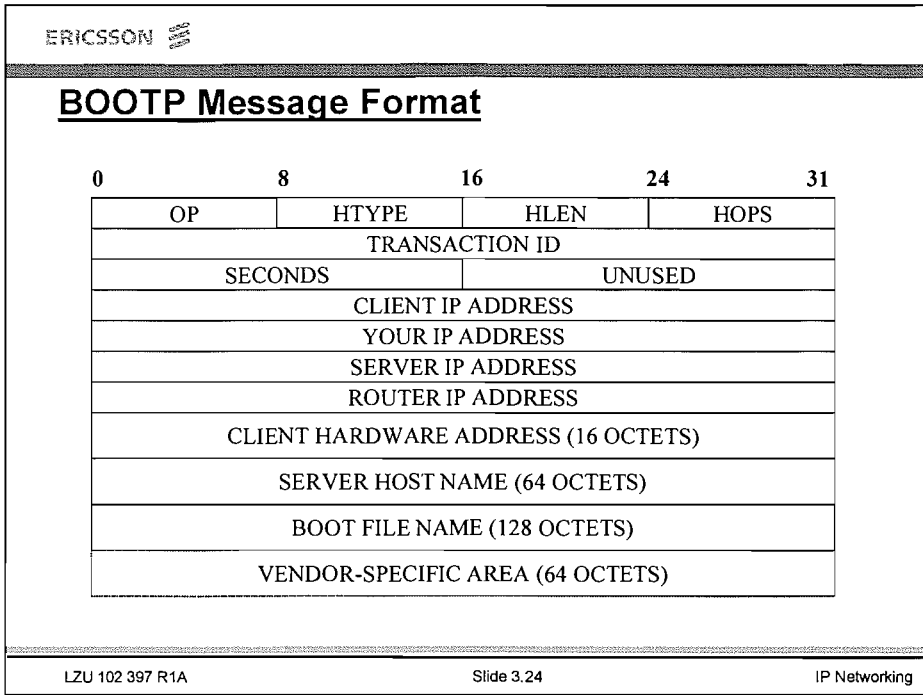 ERICSSON
BOOTP Message Format
0 8 16 24 31
OP HTYPE HLEN HOPS
TRANSACTION ID
SECONDS UNUSED
CLIENT IP ADDRESS
YOUR IP ADDRESS
SERVER IP ADDRESS
ROUTER IP ADDRESS
CLIENT HARDWARE ADDRESS (16 OCTETS)
SERVER HOST NAME (64 OCTETS)
BOOT FILE NAME (128 OCTETS)
VENDOR-SPECIFIC AREA (64 OCTETS)
LZU 102 397 R1A Slide 3.24 IP Networking